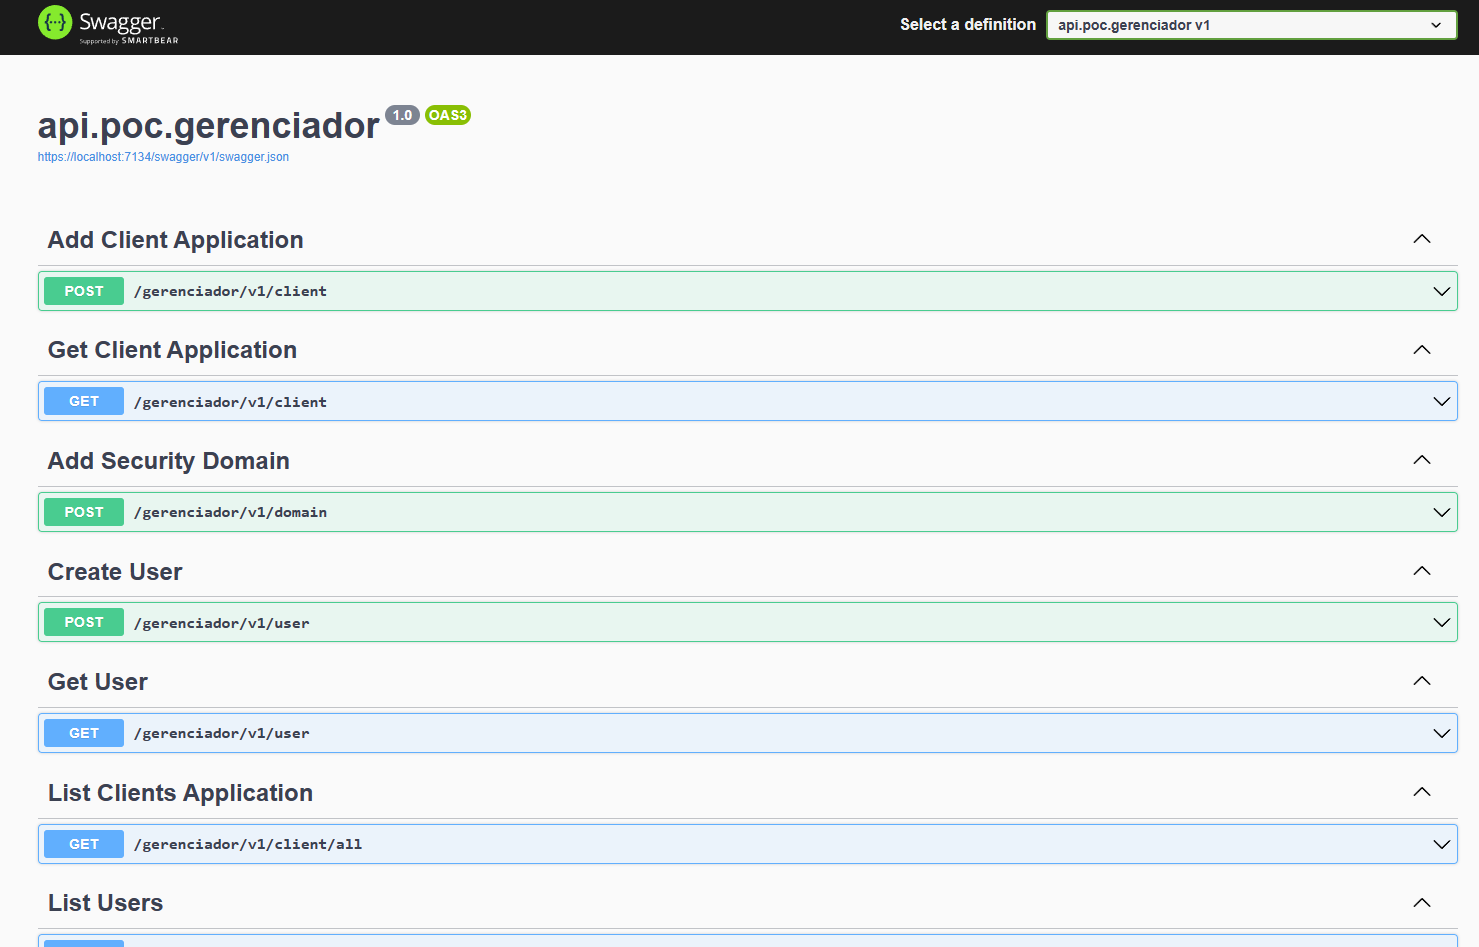 Swagger
Supported by SMARTBEAR
Select a definition
api.poc.gerenciador v1
api.poc.gerenciador 1.0 OAS3
https://localhost:7134/swagger/v1/swagger.json
Add Client Application
POST /gerenciador/v1/client
Get Client Application
GET /gerenciador/v1/client
Add Security Domain
POST /gerenciador/v1/domain
Create User
POST /gerenciador/v1/user
Get User
GET /gerenciador/v1/user
List Clients Application
GET /gerenciador/v1/client/all
List Users